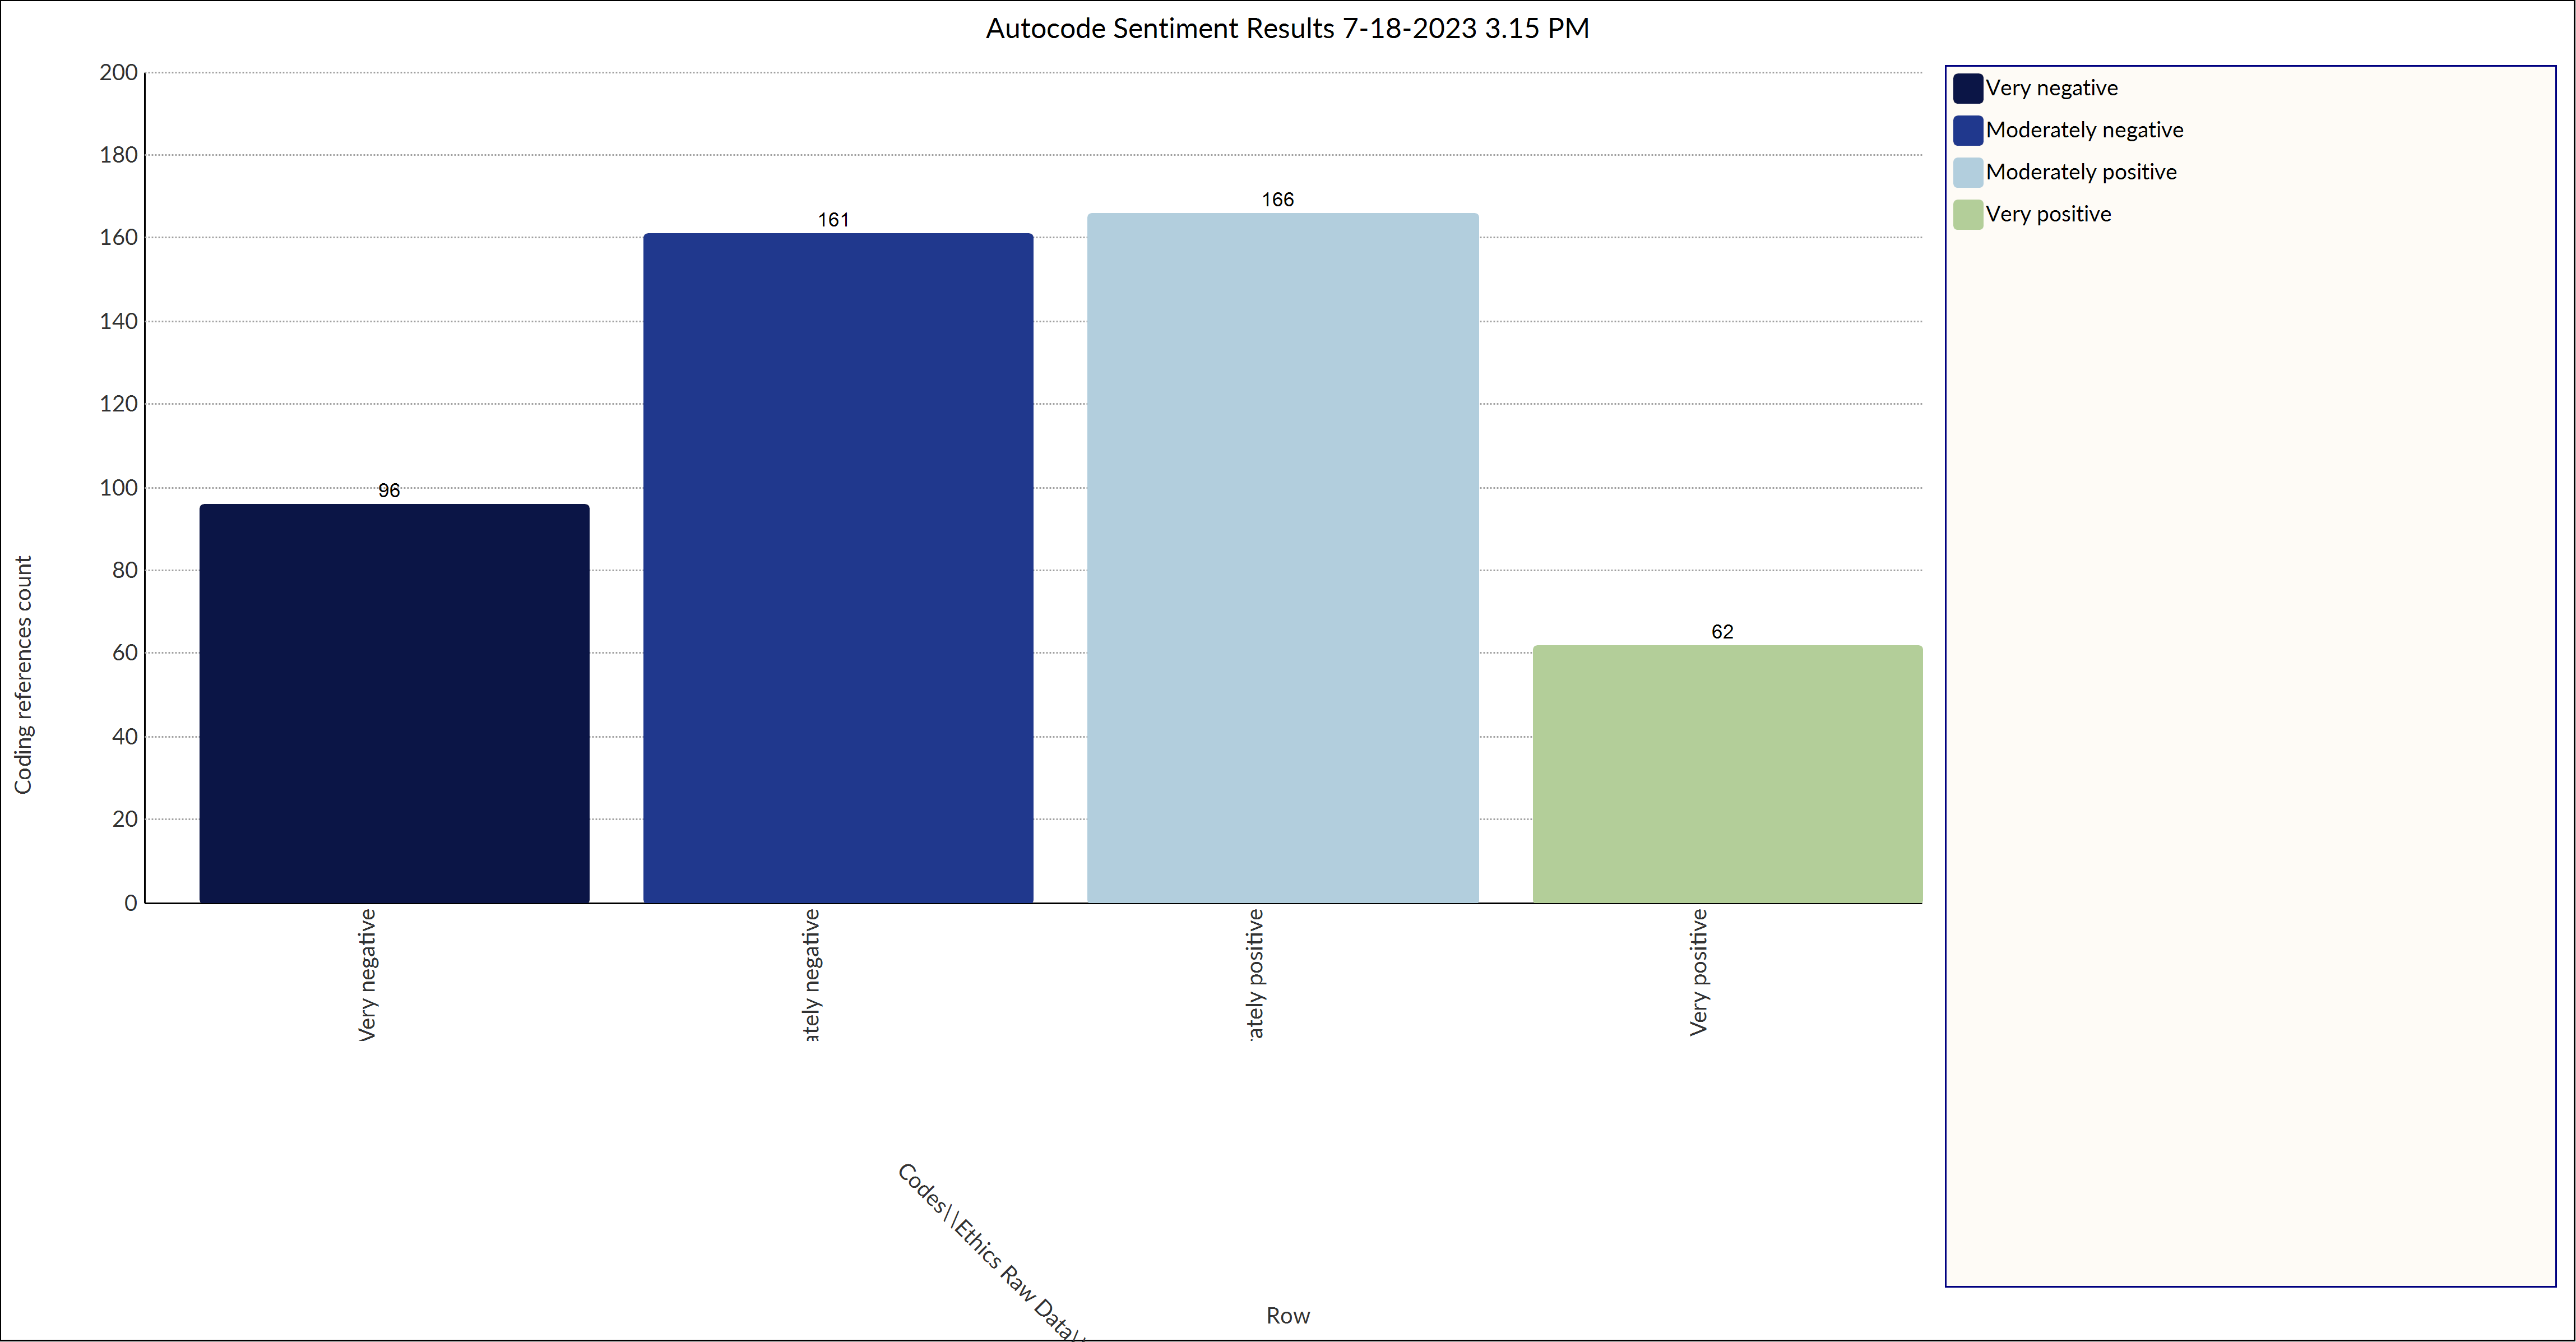 Autocode Sentiment Results 7-18-2023 3.15 PM
200
180
160
140
120
100
80
60
40
20
0
Coding references count
96
161
166
62
Very negative
ately negative
ately positive
Very positive
Codes\\Ethics Raw Data\
Row
Very negative
Moderately negative
Moderately positive
Very positive